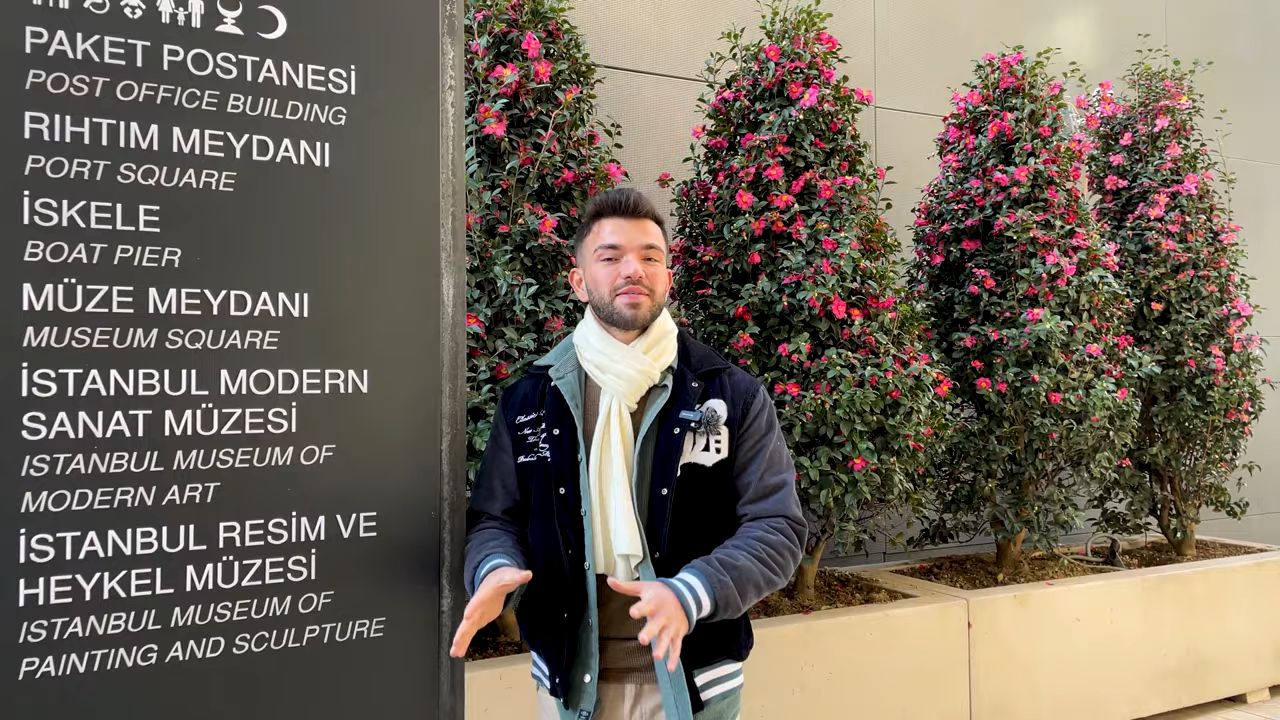 PAKET POSTANESİ
POST OFFICE BUILDING
RIHTIM MEYDANI
PORT SQUARE
İSKELE
BOAT PIER
MÜZE MEYDANI
MUSEUM SQUARE
İSTANBUL MODERN
SANAT MÜZESİ
ISTANBUL MUSEUM OF
MODERN ART
İSTANBUL RESİM VE
HEYKEL MÜZESİ
ISTANBUL MUSEUM OF
PAINTING AND SCULPTURE